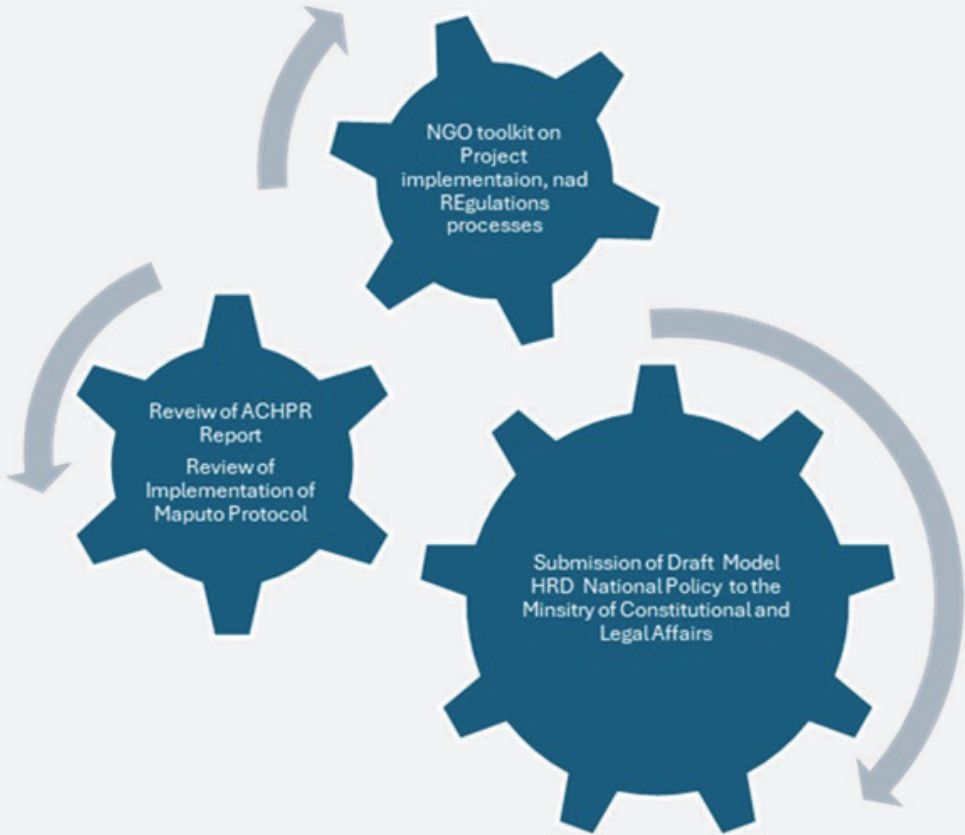 NGO toolkit on
Project
implementaion, nad
REgulations
processes
Reveiw of ACHPR
Report
Review of
Implementation of
Maputo Protocol
Submission of Draft Model
HRD National Policy to the
Minsitry of Constitutional and
Legal Affairs